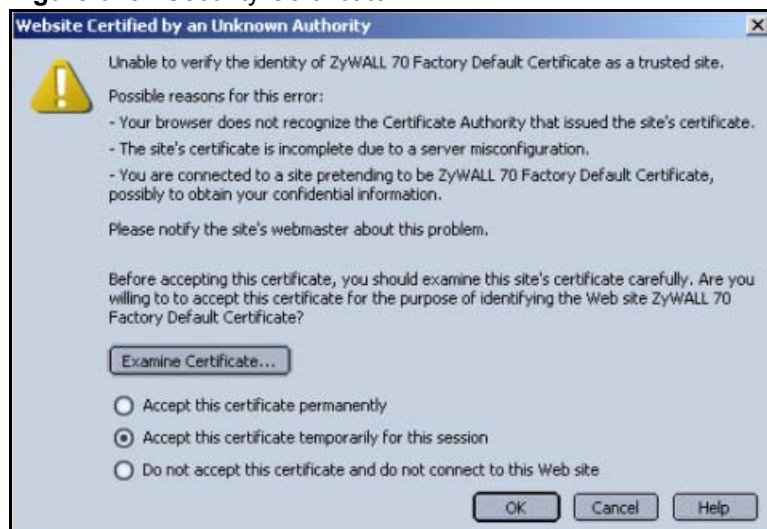 Website Certified by an Unknown Authority
Unable to verify the identity of ZyWALL 70 Factory Default Certificate as a trusted site.
Possible reasons for this error:
- Your browser does not recognize the Certificate Authority that issued the site's certificate.
- The site's certificate is incomplete due to a server misconfiguration.
- You are connected to a site pretending to be ZyWALL 70 Factory Default Certificate,
possibly to obtain your confidential information.
Please notify the site's webmaster about this problem.
Before accepting this certificate, you should examine this site's certificate carefully. Are you
willing to to accept this certificate for the purpose of identifying the Web site ZyWALL 70
Factory Default Certificate?
Examine Certificate...
Accept this certificate permanently
Accept this certificate temporarily for this session
Do not accept this certificate and do not connect to this Web site
OK Cancel Help